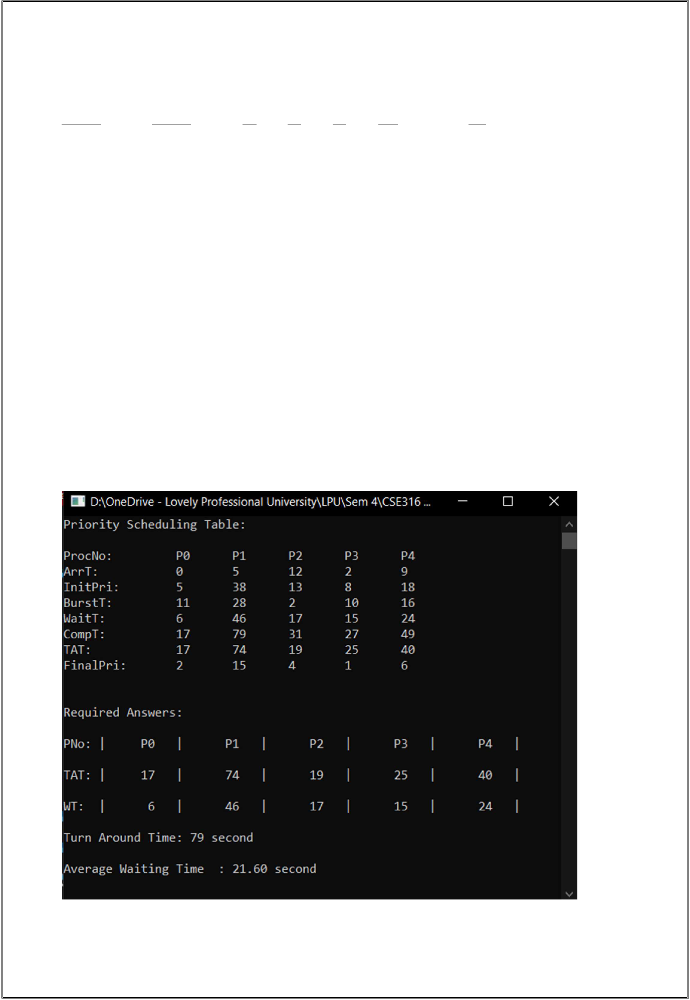 D:\OneDrive - Lovely Professional University\LPU\Sem 4\CSE316 ...
Priority Scheduling Table:
ProcNo: P0 P1 P2 P3 P4
ArrT: 0 5 12 2 9
InitPri: 5 38 13 8 18
BurstT: 11 28 2 10 16
WaitT: 6 46 17 15 24
CompT: 17 79 31 27 49
TAT: 17 74 19 25 40
FinalPri: 2 15 4 1 6
Required Answers:
PNo: | P0 | P1 | P2 | P3 | P4 |
TAT: | 17 | 74 | 19 | 25 | 40 |
WT: | 6 | 46 | 17 | 15 | 24 |
Turn Around Time: 79 second
Average Waiting Time : 21.60 second